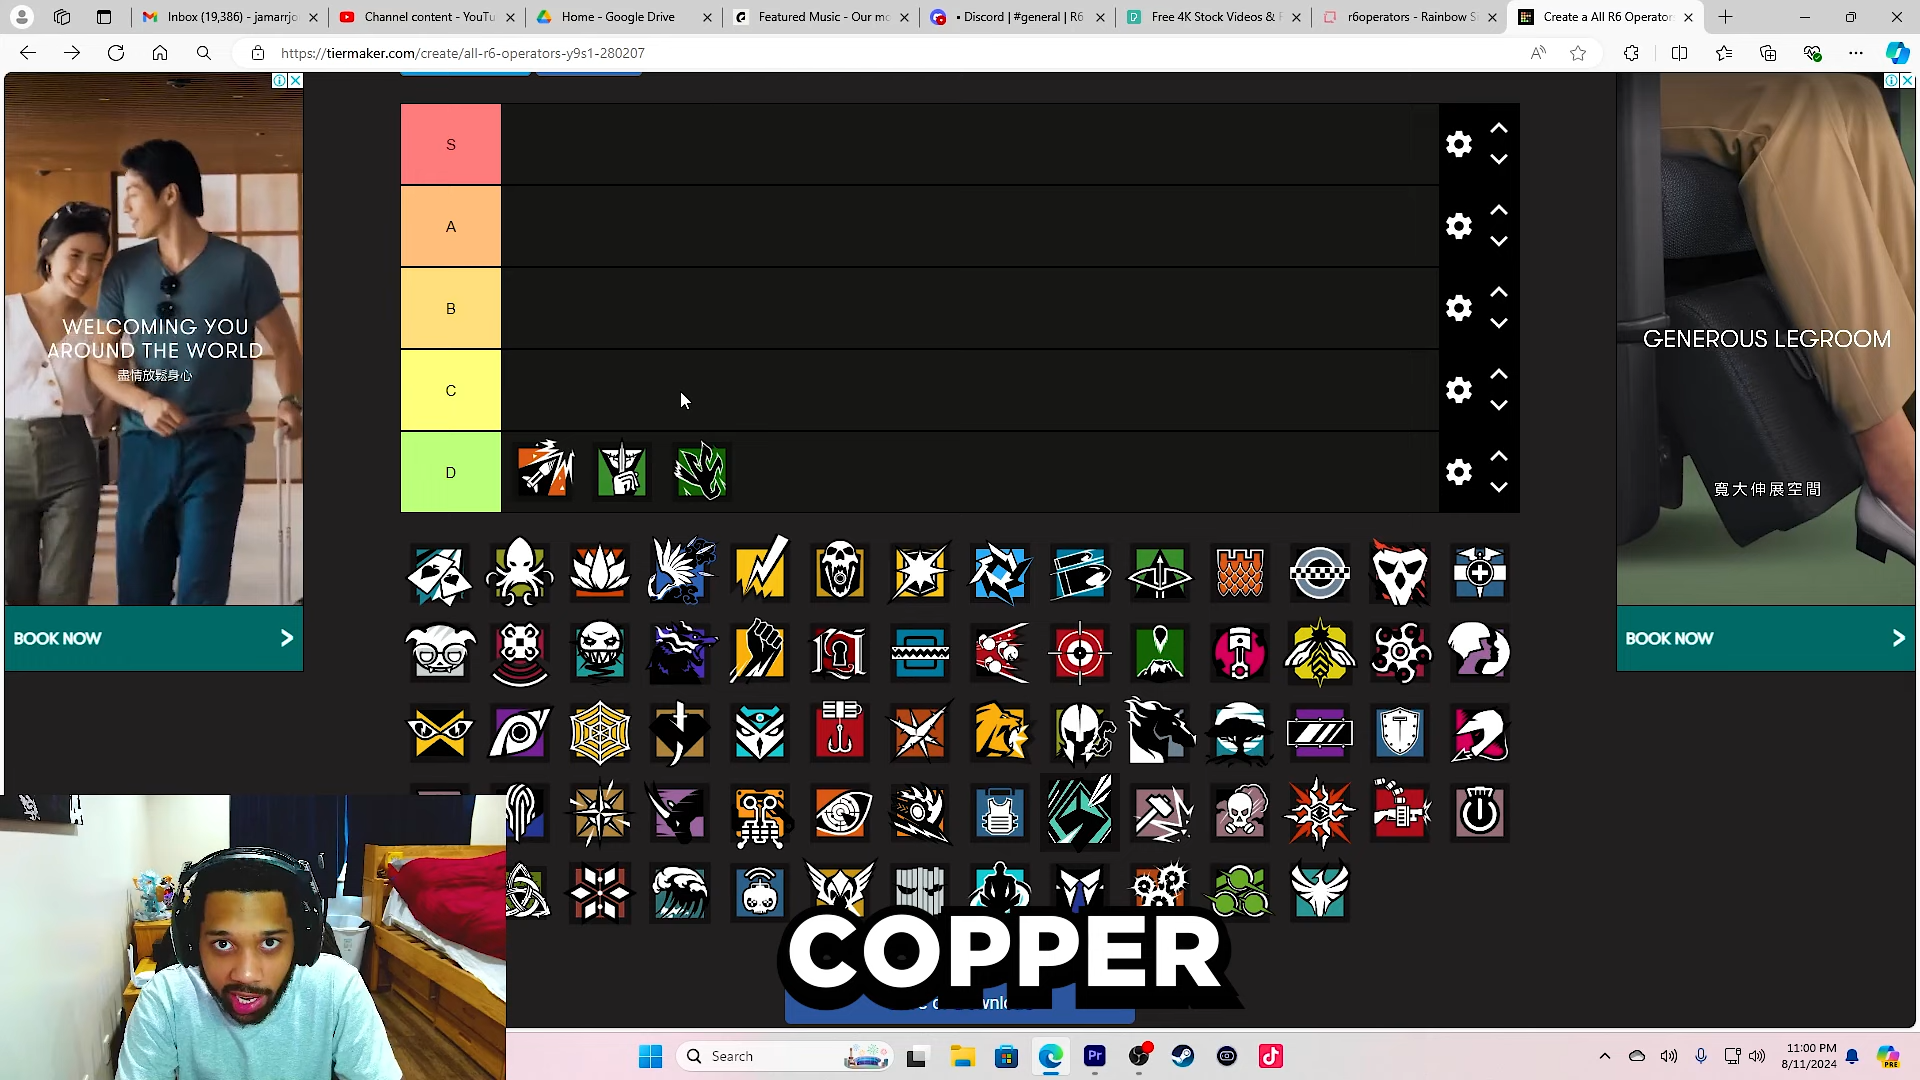 Inbox (19,386) - jamarrjo
Channel content - YouTu
Home - Google Drive
Featured Music - Our mo
• Discord | #general | R6
Free 4K Stock Videos & F
r6operators - Rainbow S
Create a All R6 Operator
https://tiermaker.com/create/all-r6-operators-y9s1-280207
S
A
B
C
D
WELCOMING YOU
AROUND THE WORLD
盡情放鬆身心
BOOK NOW
GENEROUS LEGROOM
寬大伸展空間
BOOK NOW
COPPER
Search
11:00 PM
8/11/2024